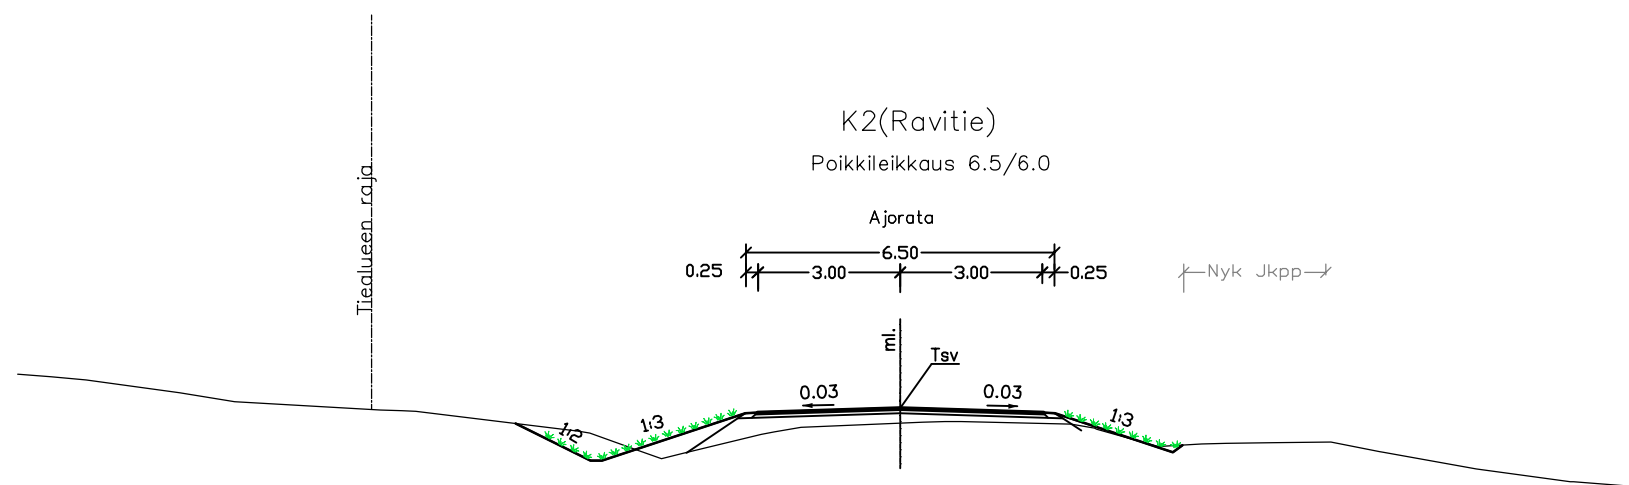 K2(Ravitie)
Poikkileikkaus 6.5/6.0
Tiealueen raja
Ajorata
6.50
0.25 3.00 3.00 0.25
Nyk Jkpp
ml.
Tsv
0.03 0.03
1:2 1:3 1:3